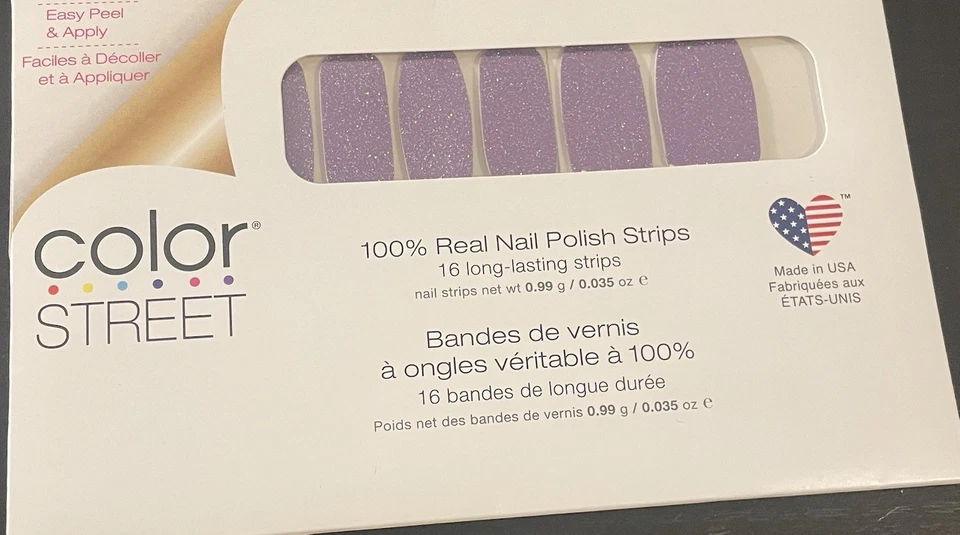 Easy Peel
& Apply
Faciles à Décoller
et à Appliquer
color®
STREET
100% Real Nail Polish Strips
16 long-lasting strips
nail strips net wt 0.99 g / 0.035 oz ℮
Bandes de vernis
à ongles véritable à 100%
16 bandes de longue durée
Poids net des bandes de vernis 0.99 g / 0.035 oz ℮
™
Made in USA
Fabriquées aux
ÉTATS-UNIS